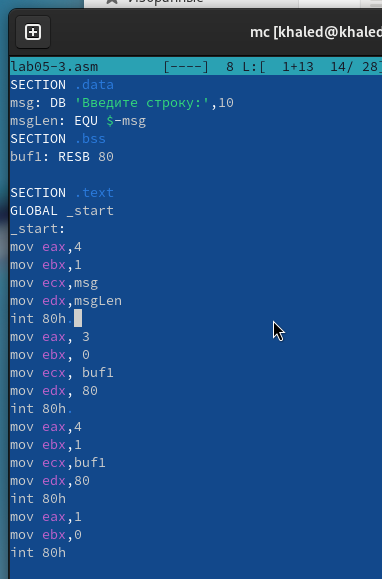 Избранные
mc [khaled@khaled
lab05-3.asm        [----]  8 L:[  1+13  14/ 28]
SECTION .data
msg: DB 'Введите строку:',10
msgLen: EQU $-msg
SECTION .bss
buf1: RESB 80
SECTION .text
GLOBAL _start
_start:
mov eax,4
mov ebx,1
mov ecx,msg
mov edx,msgLen
int 80h.
mov eax, 3
mov ebx, 0
mov ecx, buf1
mov edx, 80
int 80h.
mov eax,4
mov ebx,1
mov ecx,buf1
mov edx,80
int 80h
mov eax,1
mov ebx,0
int 80h